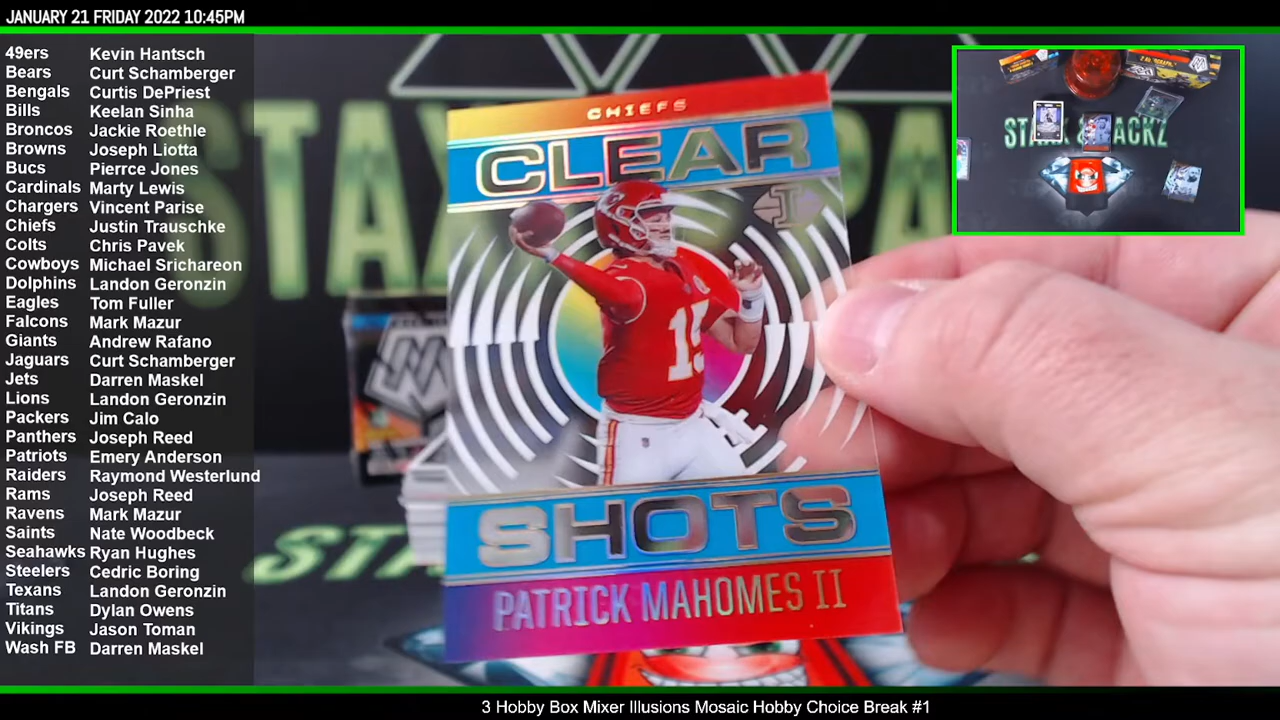 JANUARY 21 FRIDAY 2022 10:45PM
49ers Kevin Hantsch
Bears Curt Schamberger
Bengals Curtis DePriest
Bills Keelan Sinha
Broncos Jackie Roethle
Browns Joseph Liotta
Bucs Pierrce Jones
Cardinals Marty Lewis
Chargers Vincent Parise
Chiefs Justin Trauschke
Colts Chris Pavek
Cowboys Michael Srichareon
Dolphins Landon Geronzin
Eagles Tom Fuller
Falcons Mark Mazur
Giants Andrew Rafano
Jaguars Curt Schamberger
Jets Darren Maskel
Lions Landon Geronzin
Packers Jim Calo
Panthers Joseph Reed
Patriots Emery Anderson
Raiders Raymond Westerlund
Rams Joseph Reed
Ravens Mark Mazur
Saints Nate Woodbeck
Seahawks Ryan Hughes
Steelers Cedric Boring
Texans Landon Geronzin
Titans Dylan Owens
Vikings Jason Toman
Wash FB Darren Maskel
CHIEFS
CLEAR
I
15
SHOTS
PATRICK MAHOMES II
3 Hobby Box Mixer Illusions Mosaic Hobby Choice Break #1